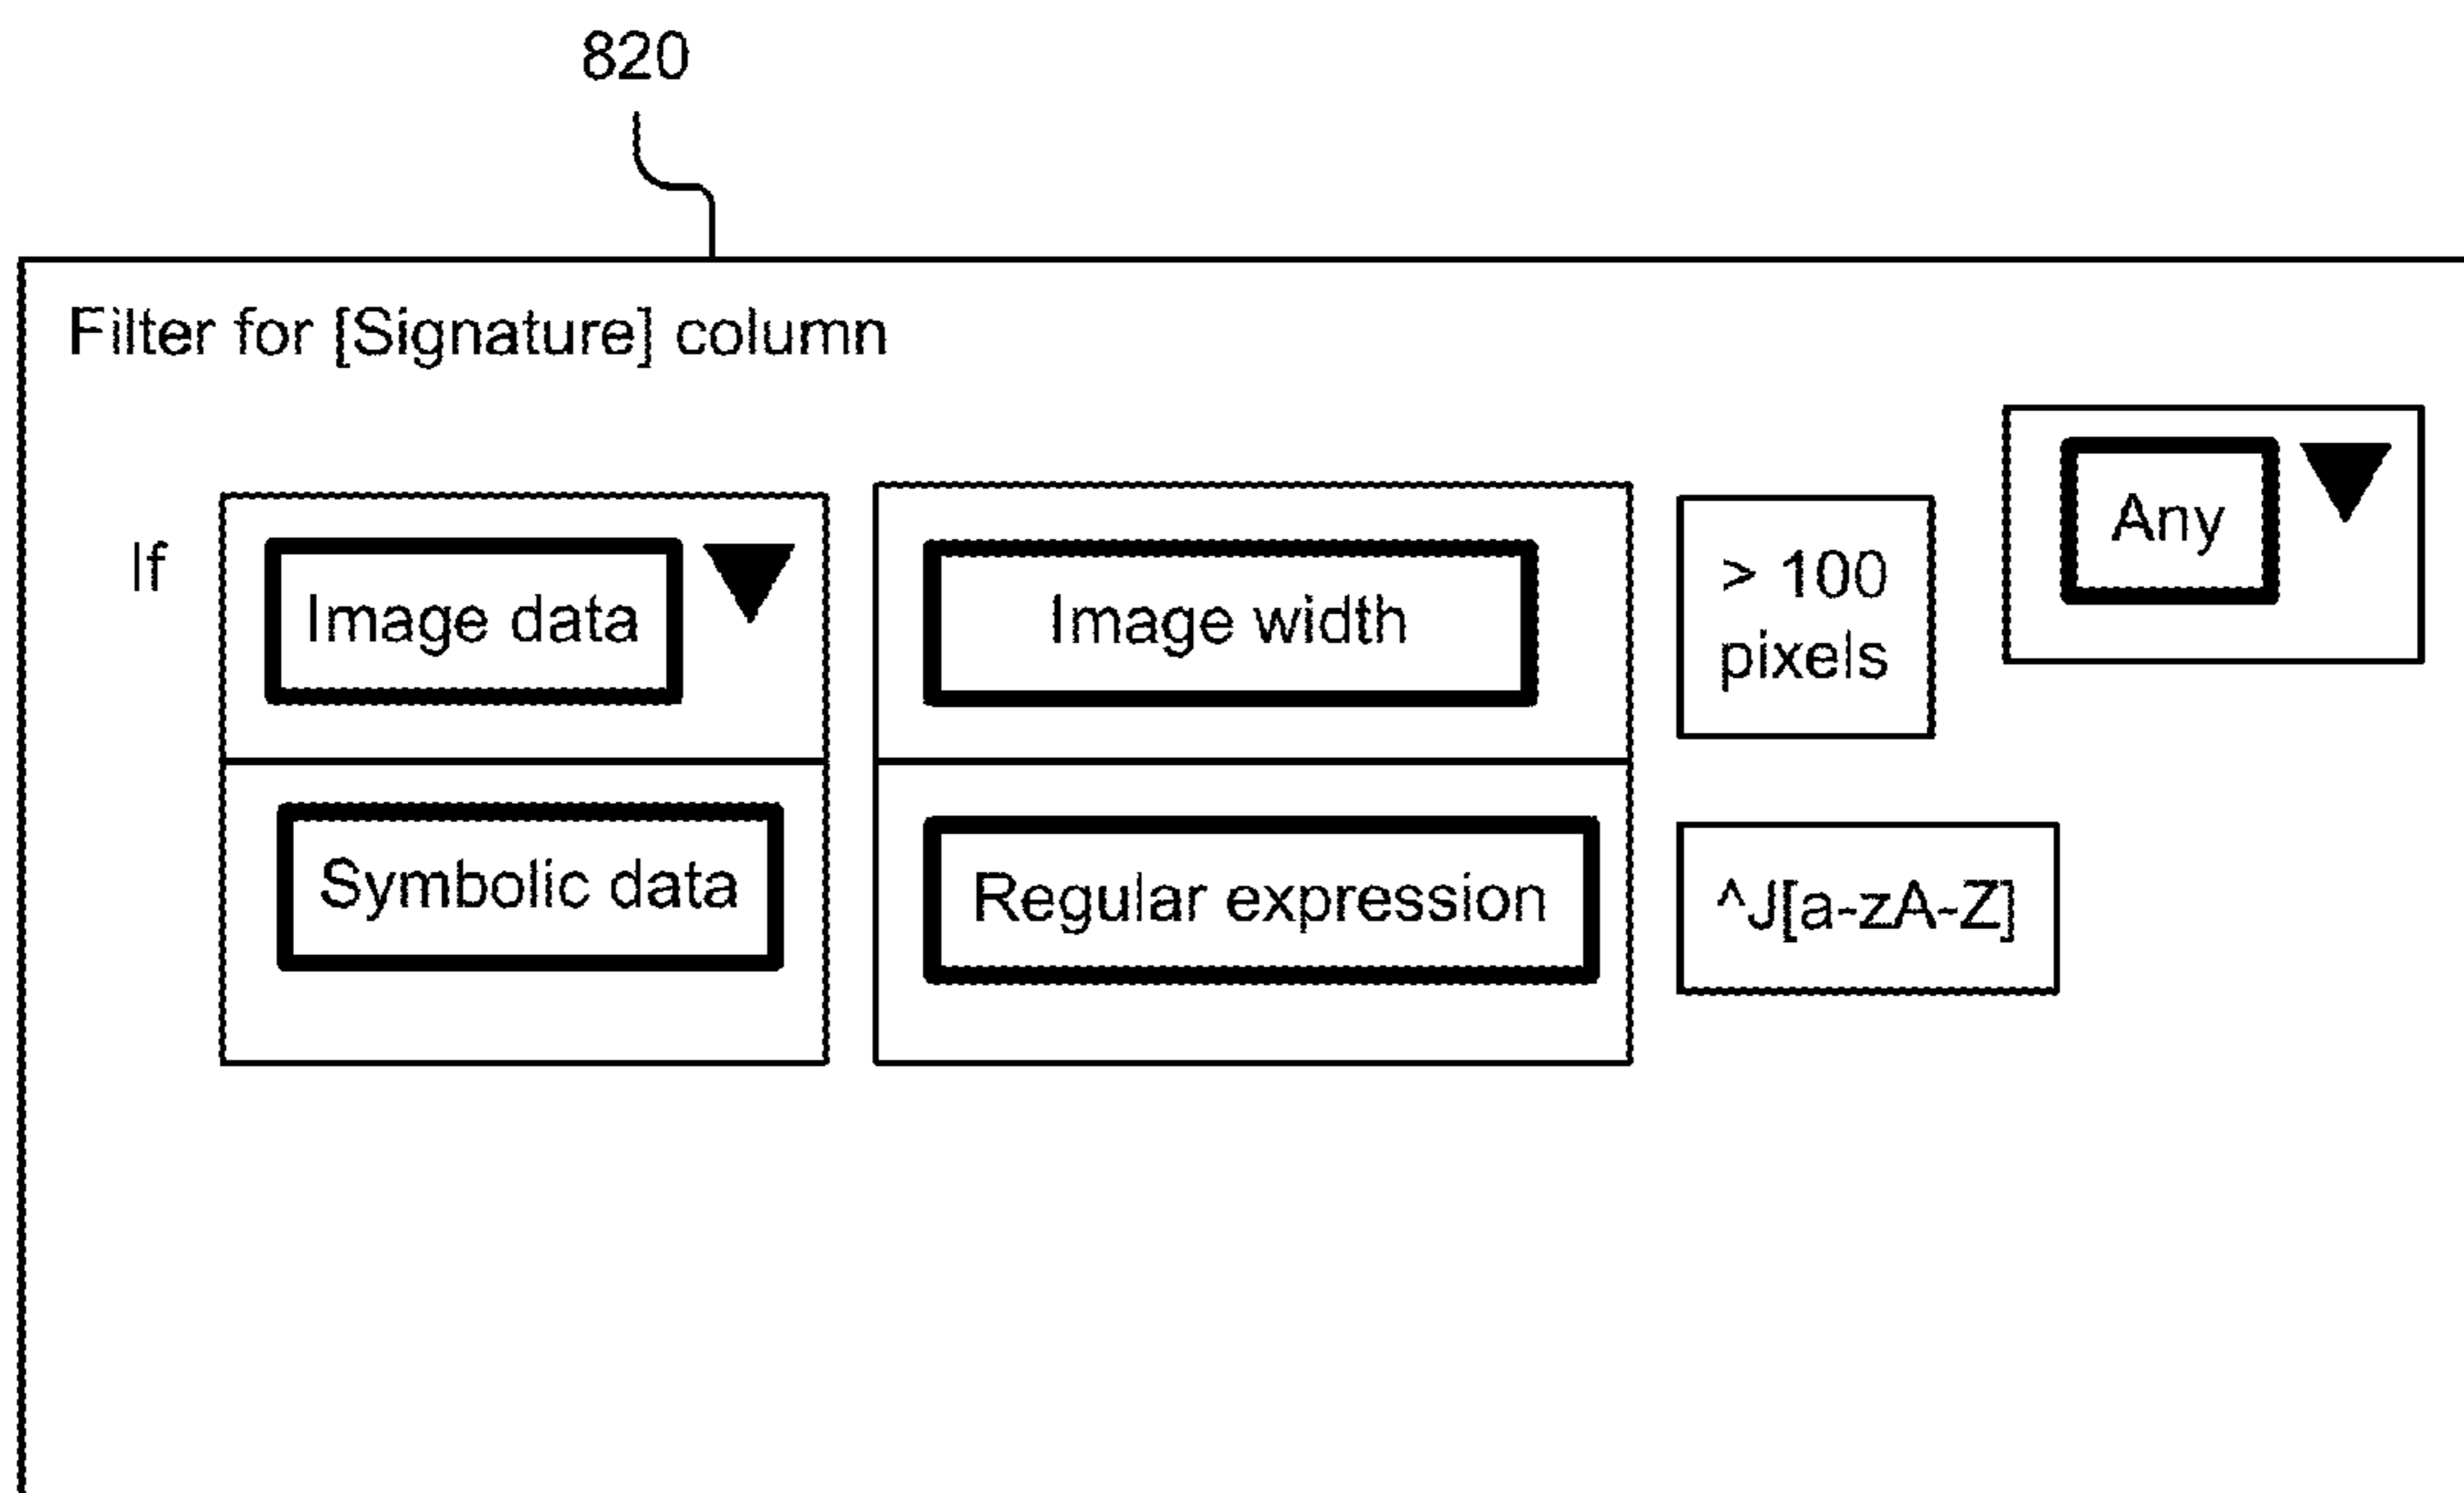 820
Filter for [Signature] column
If
Image data
Image width
> 100
pixels
Any
Symbolic data
Regular expression
^J[a-zA-Z]